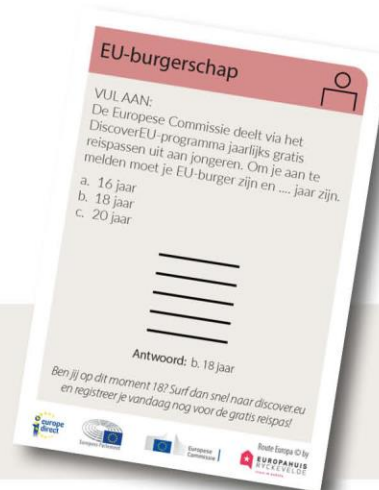 EU-burgerschap
VUL AAN:
De Europese Commissie deelt via het
DiscoverEU-programma jaarlijks gratis
reispassen uit aan jongeren. Om je aan te
melden moet je EU-burger zijn en .... jaar zijn.
a. 16 jaar
b. 18 jaar
c. 20 jaar
Antwoord: b. 18 jaar
Ben jij op dit moment 18? Surf dan snel naar discover.eu
en registreer je vandaag nog voor de gratis reispas!
europe
direct
European Parliament
Europese
Commissie
Route Europa © by
EUROPAHUIS
RYCKEVELDE